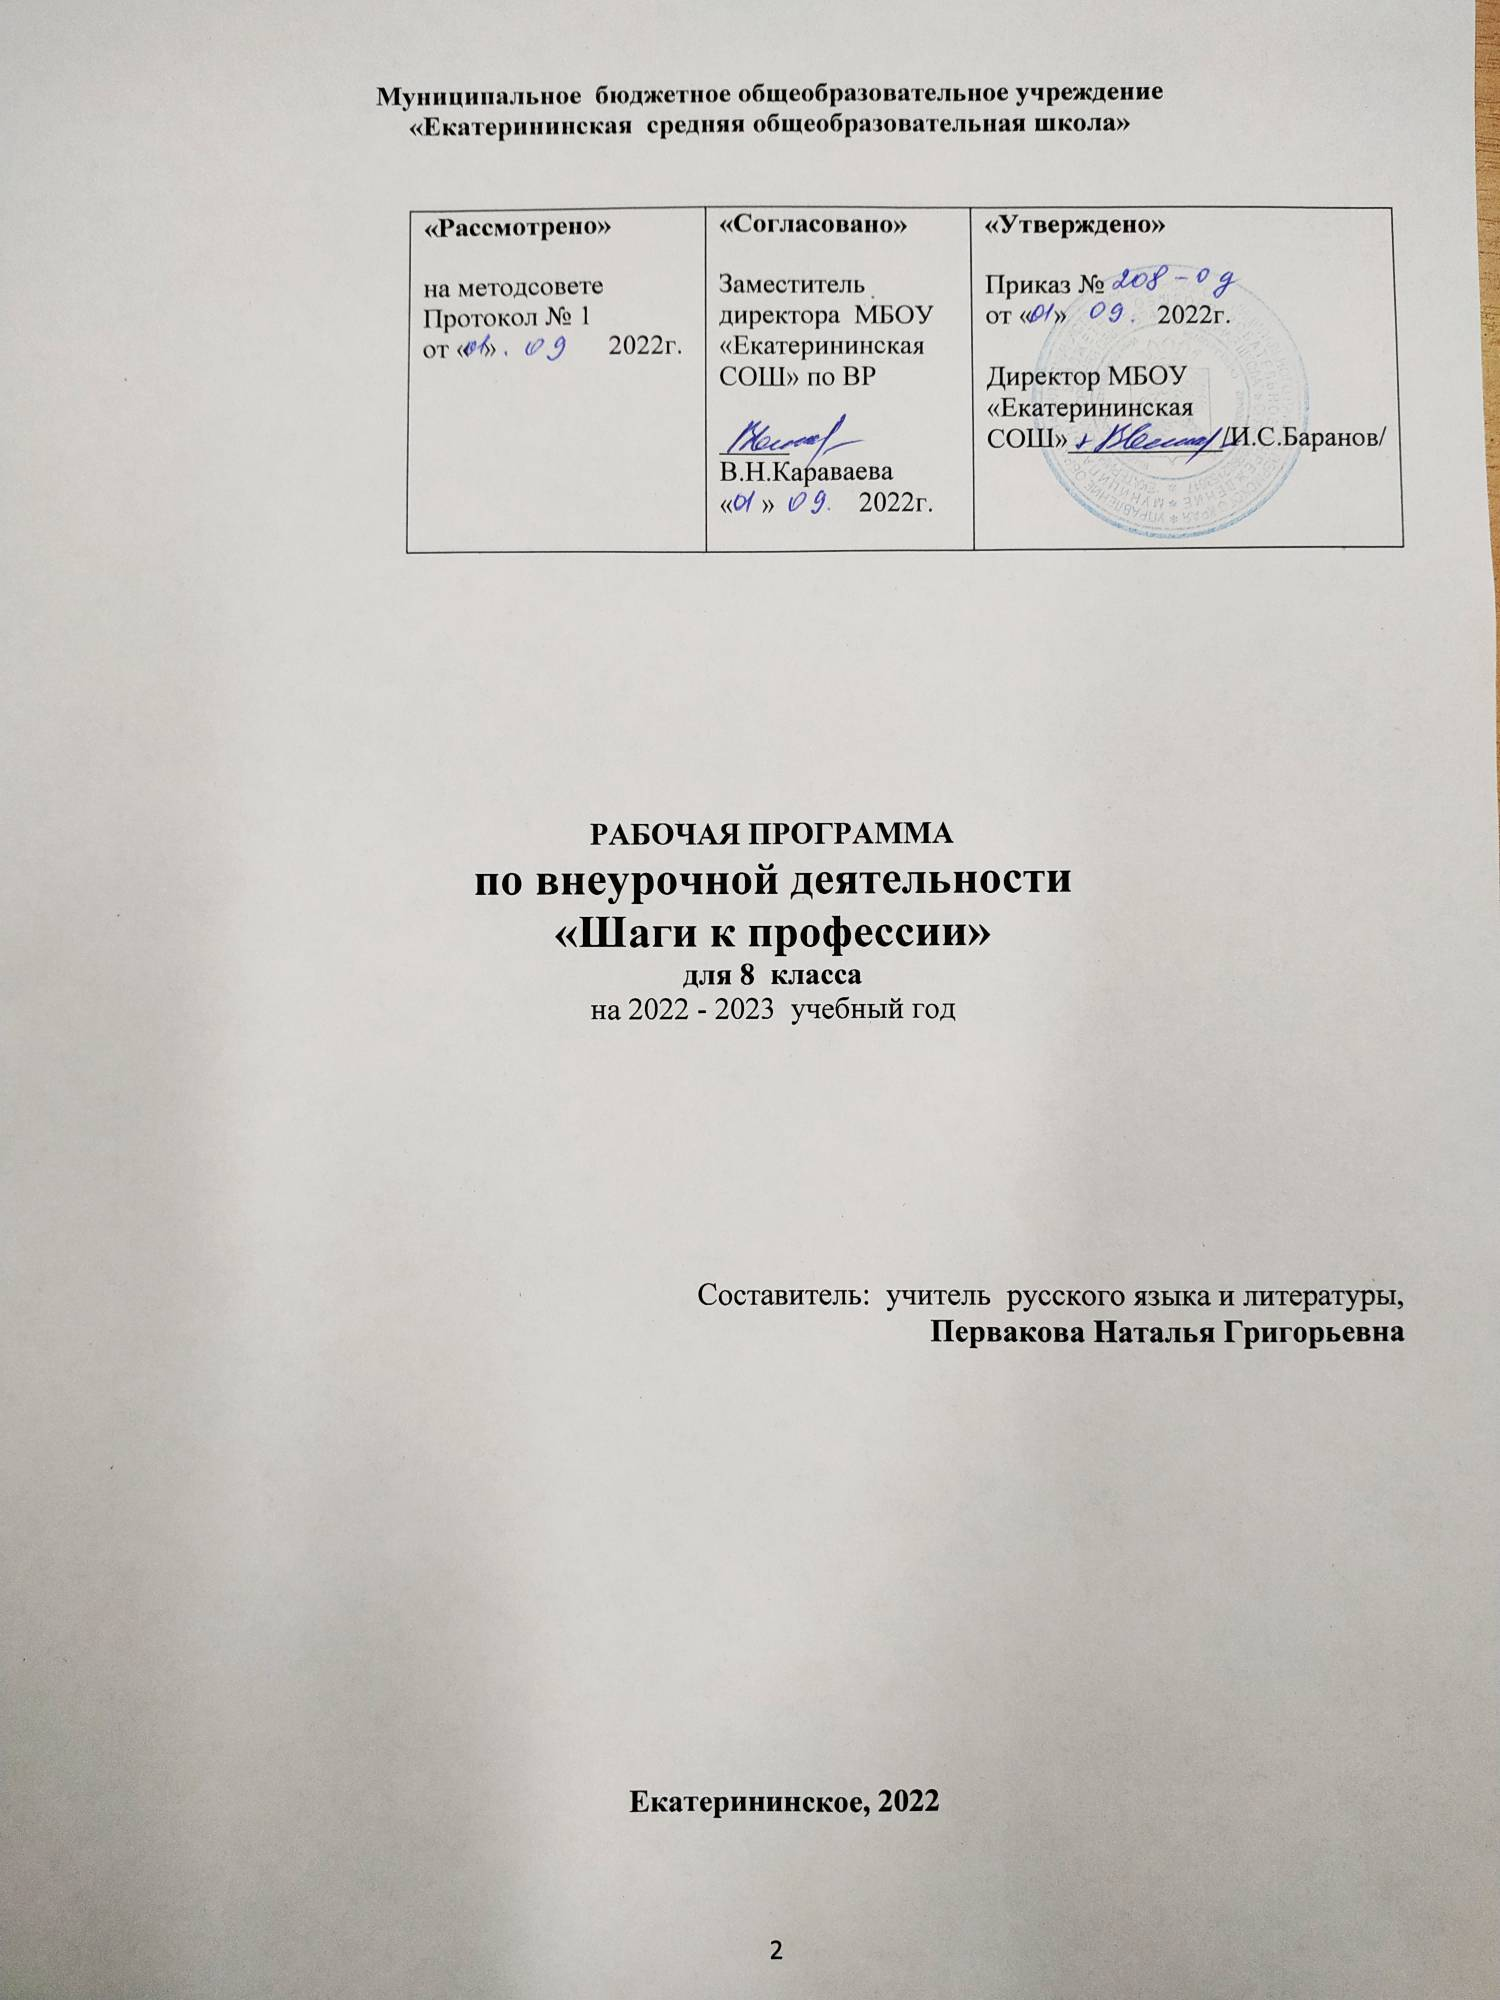 Муниципальное бюджетное общеобразовательное учреждение
«Екатерининская средняя общеобразовательная школа»
«Рассмотрено»
на методсовете
Протокол № 1
от «01». 09 2022г.
«Согласовано»
Заместитель
директора МБОУ
«Екатерининская
СОШ» по ВР
В.Н.Караваева
«01» 09. 2022г.
«Утверждено»
Приказ № 208-од
от «01» 09. 2022г.
Директор МБОУ
«Екатерининская
СОШ»____________/И.С.Баранов/
РАБОЧАЯ ПРОГРАММА
по внеурочной деятельности
«Шаги к профессии»
для 8 класса
на 2022 - 2023 учебный год
Составитель: учитель русского языка и литературы,
Первакова Наталья Григорьевна
Екатерининское, 2022
2